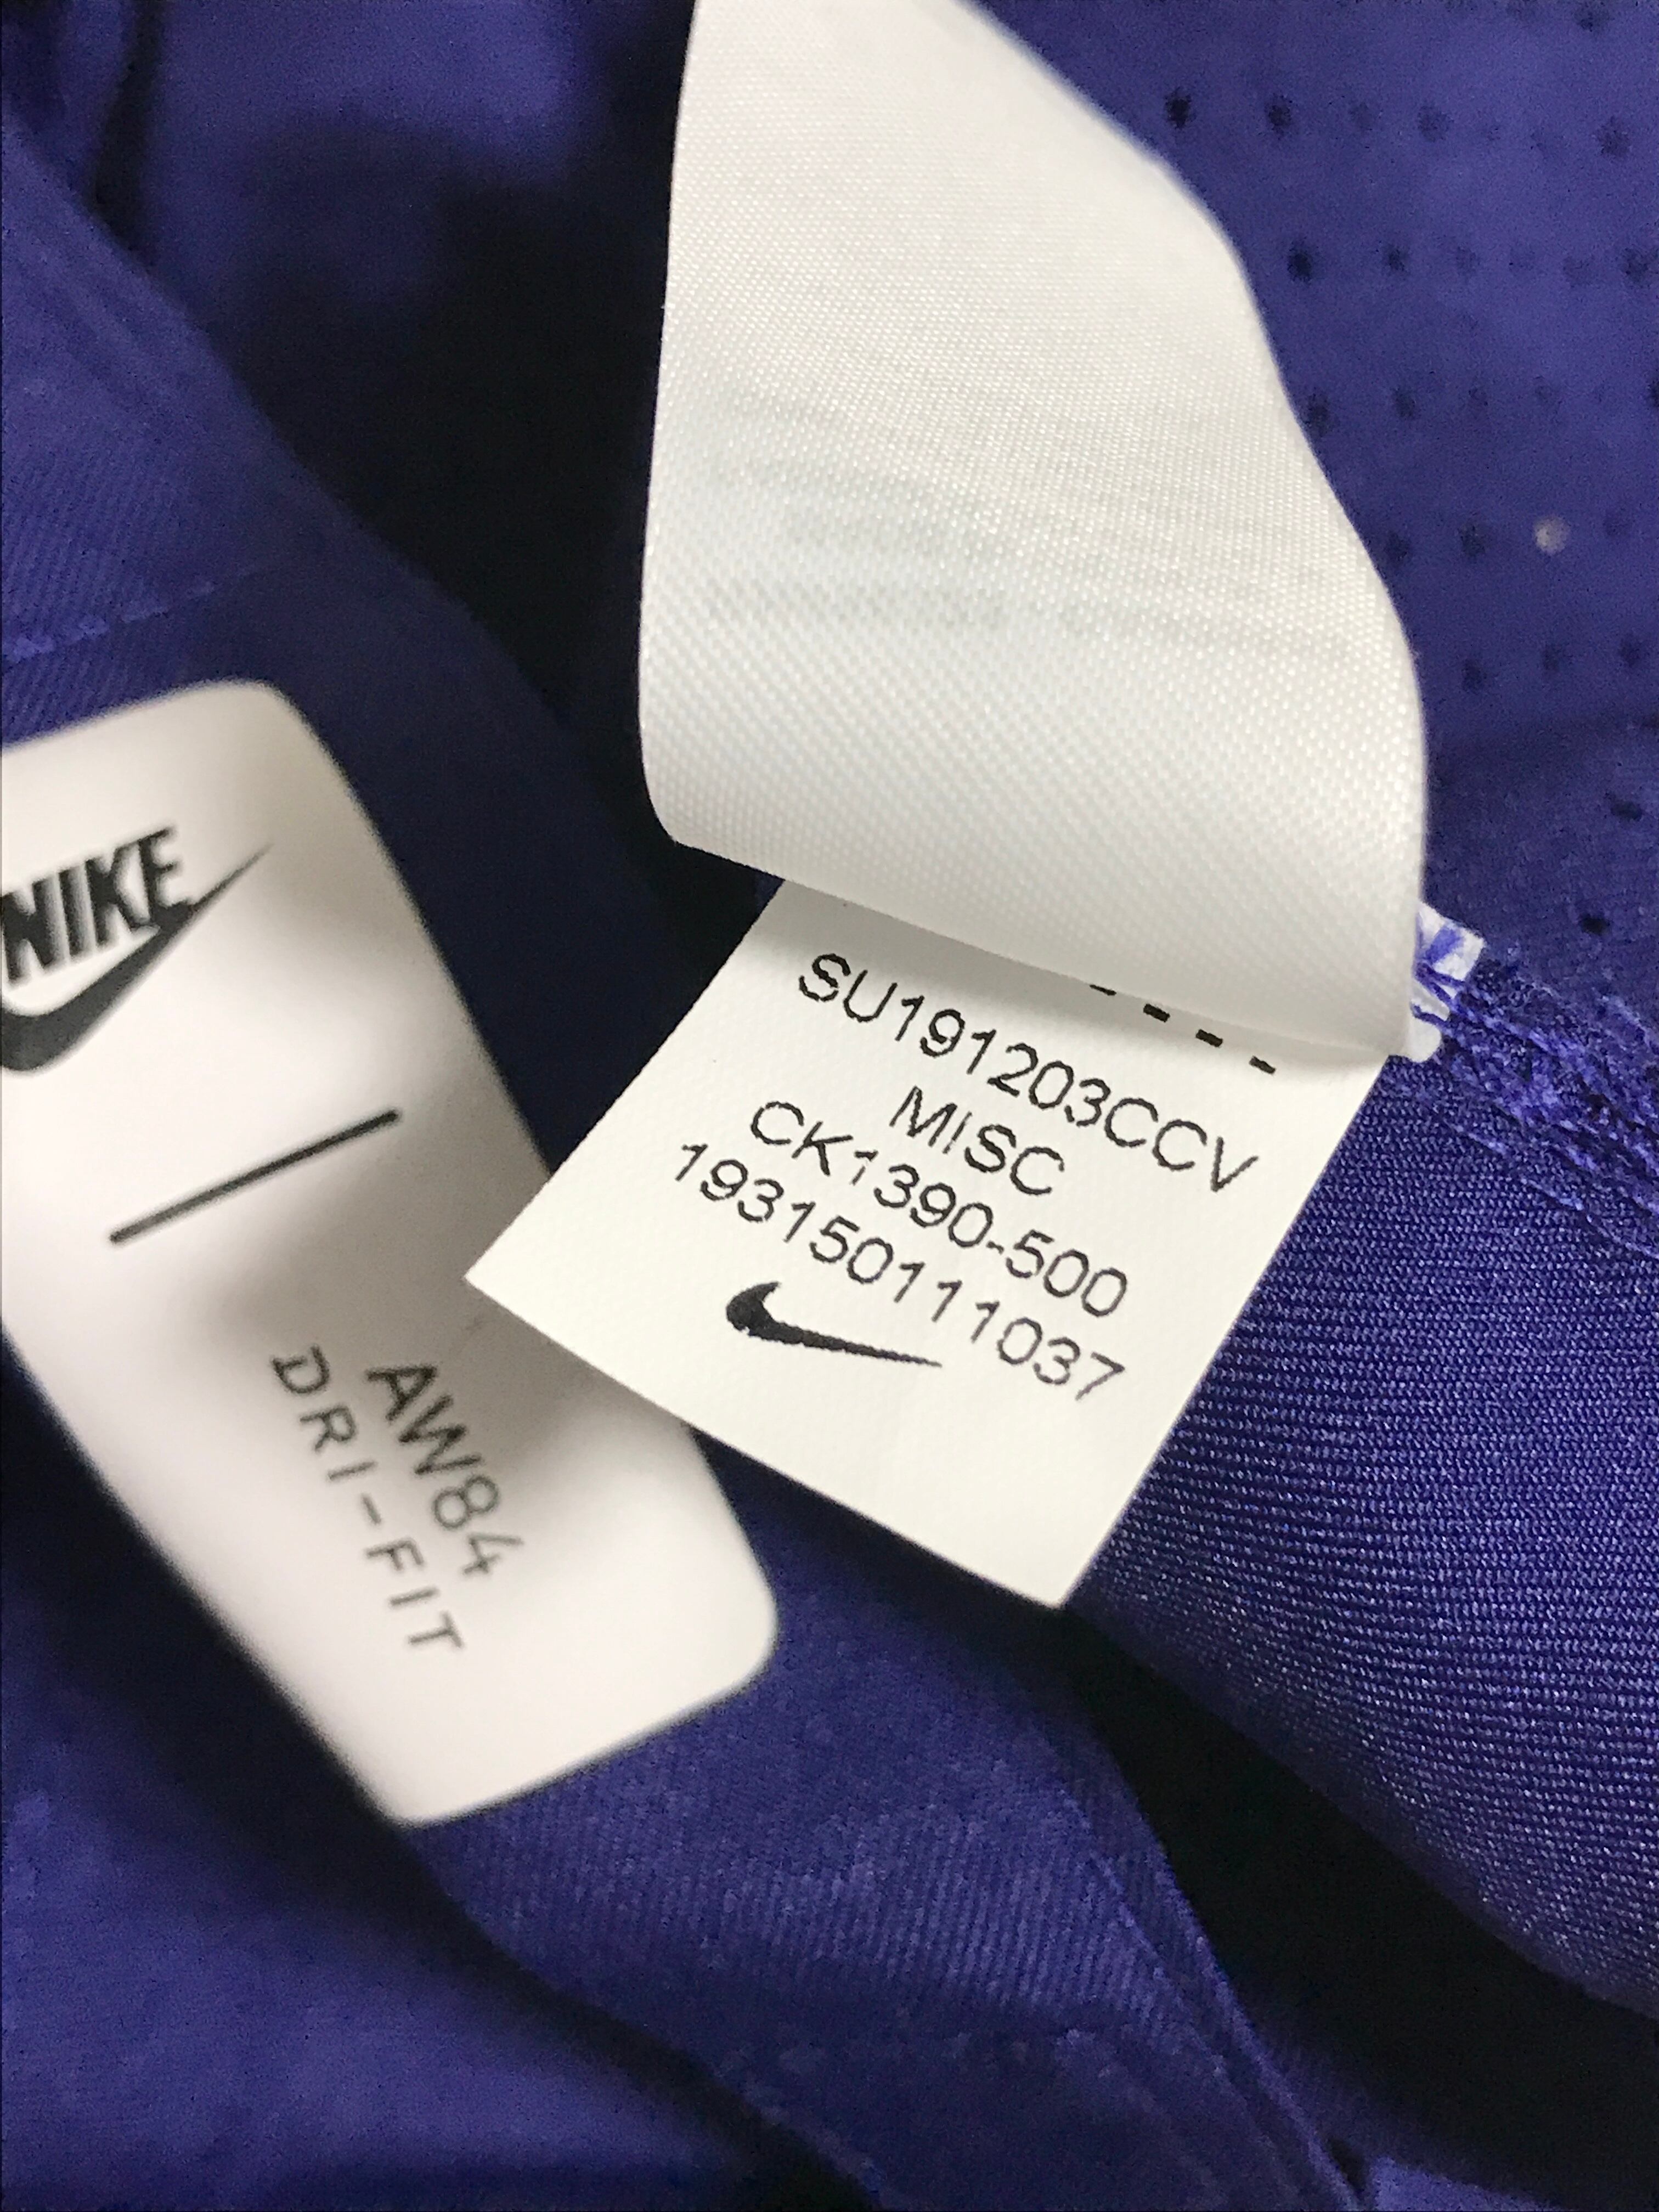 NIKE
AW84
DRI-FIT
- - - -
SU191203CCV
MISC
CK1390-500
193150111037